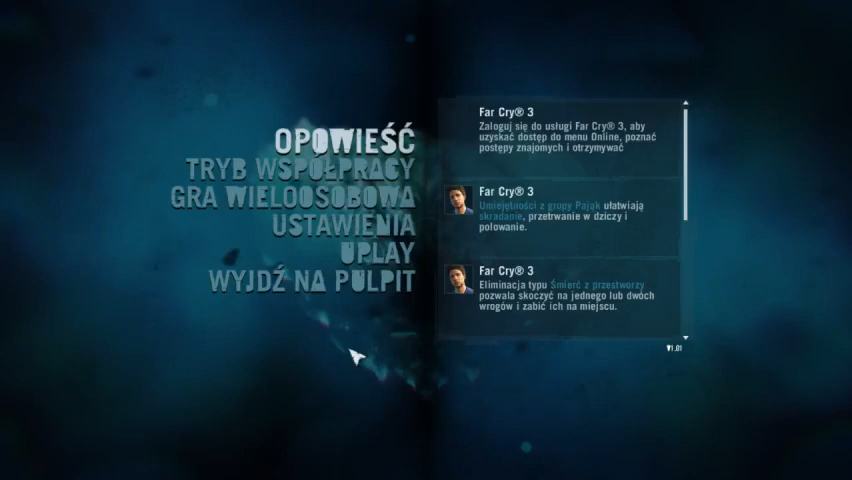 OPOWIEŚĆ
TRYB WSPÓŁPRACY
GRA WIELOOSOBOWA
USTAWIENIA
UPLAY
WYJDŹ NA PULPIT
Far Cry® 3
Zaloguj się do usługi Far Cry® 3, aby
uzyskać dostęp do menu Online, poznać
postępy znajomych i otrzymywać
Far Cry® 3
Umiejętności z grupy Pająk ułatwiają
skradanie, przetrwanie w dziczy i
polowanie.
Far Cry® 3
Eliminacja typu Śmierć z przestworzy
pozwala skoczyć na jednego lub dwóch
wrogów i zabić ich na miejscu.
V1.01